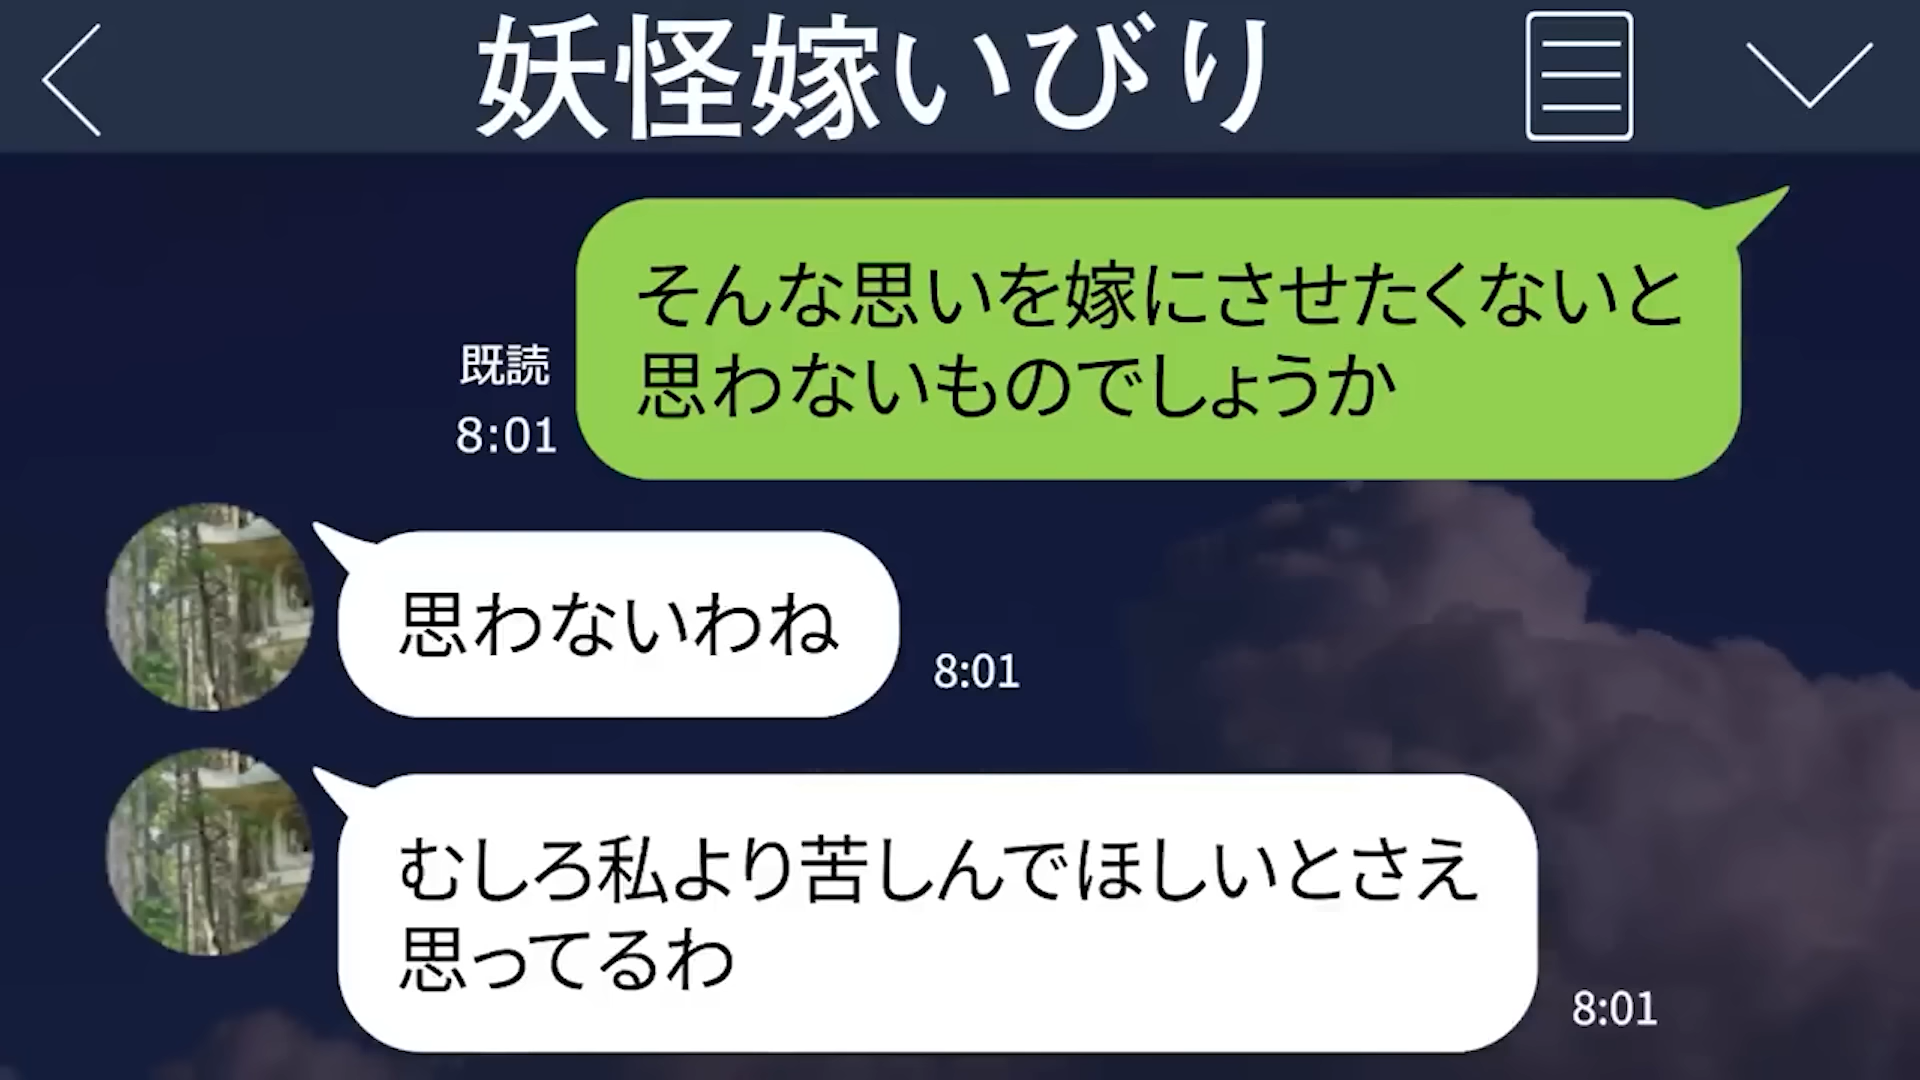 妖怪嫁いびり
そんな思いを嫁にさせたくないと
思わないものでしょうか
既読
8:01
思わないわね
8:01
むしろ私より苦しんでほしいとさえ
思ってるわ
8:01